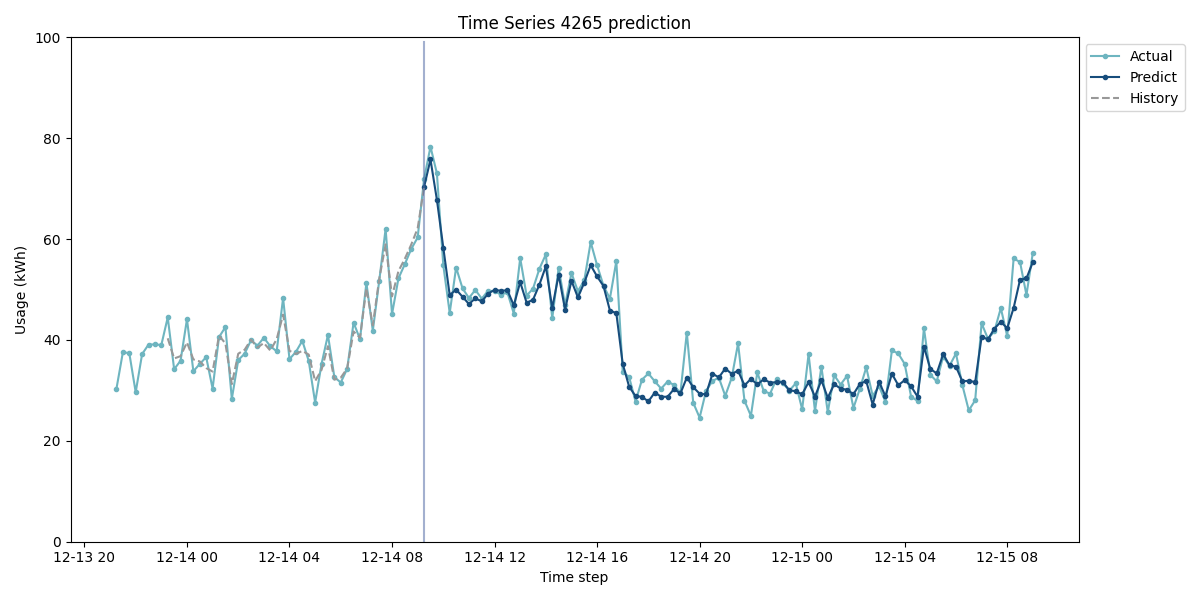 Time Series 4265 prediction
Actual
Predict
History
100
80
60
40
20
0
Usage (kWh)
12-13 20
12-14 00
12-14 04
12-14 08
12-14 12
12-14 16
12-14 20
12-15 00
12-15 04
12-15 08
Time step